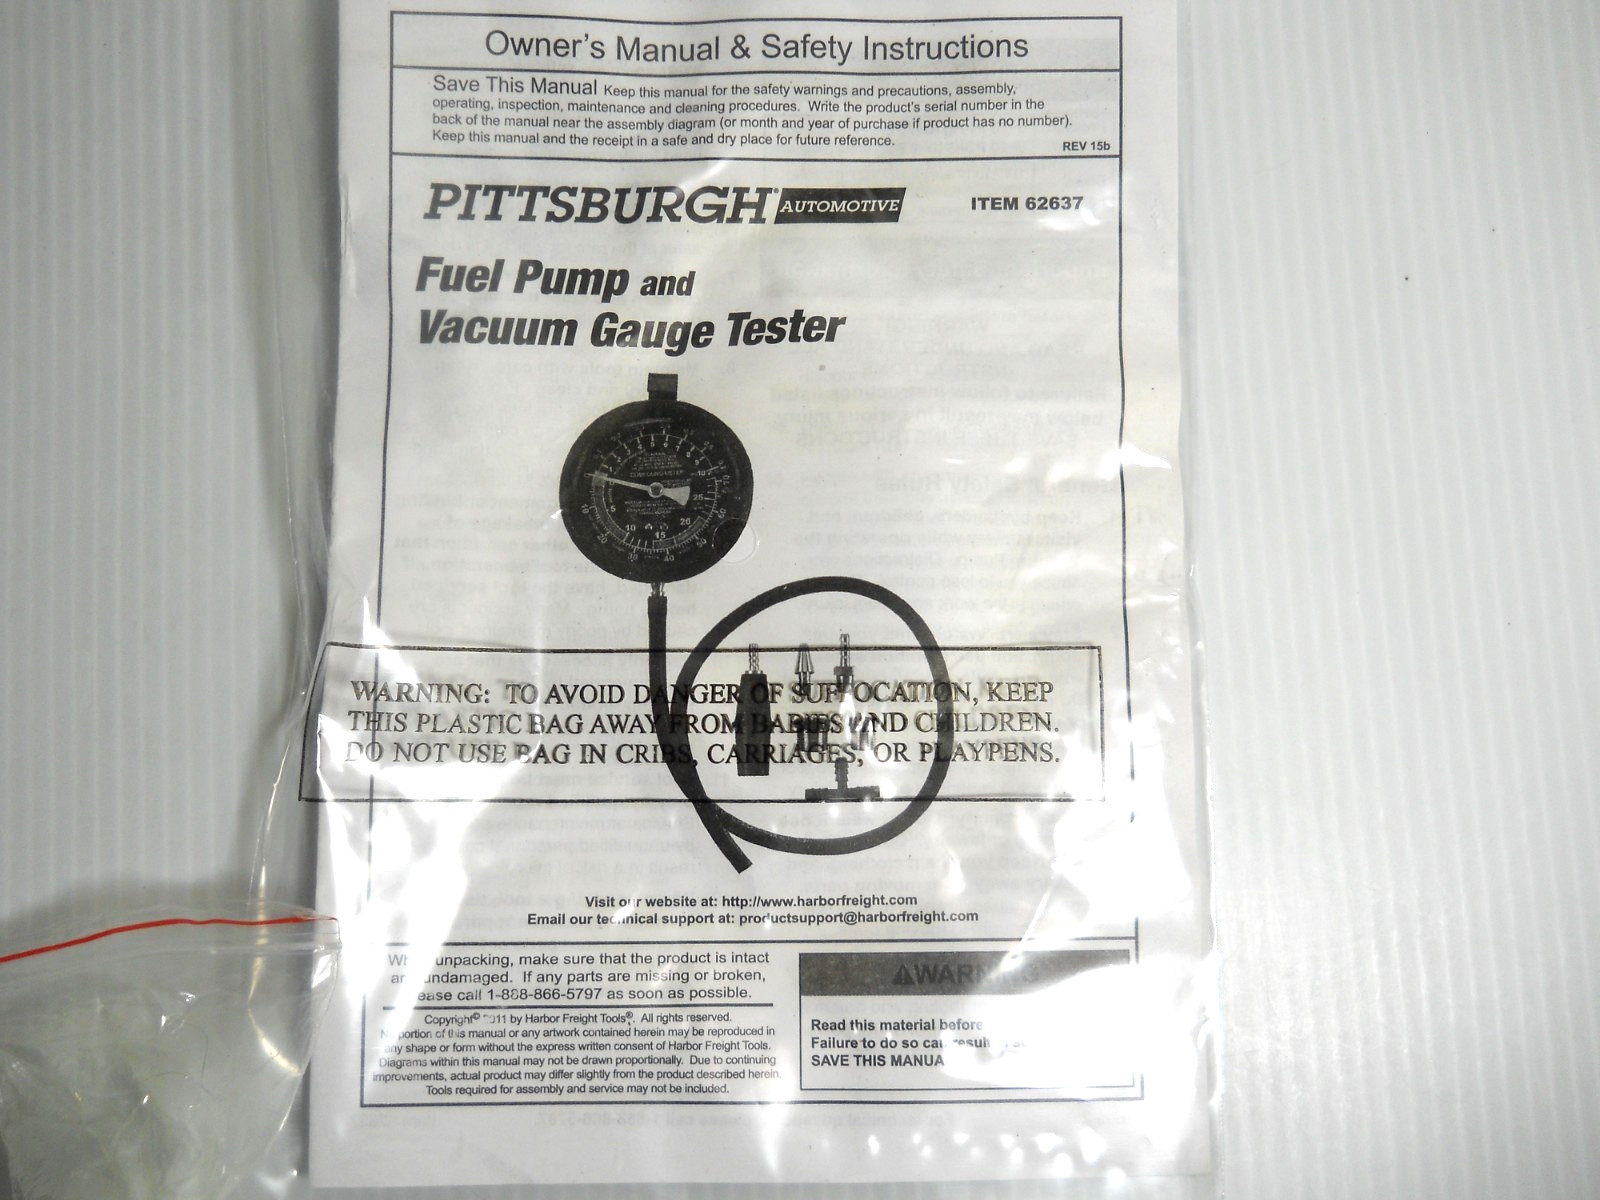 Owner's Manual & Safety Instructions
Save This Manual Keep this manual for the safety warnings and precautions, assembly,
operating, inspection, maintenance and cleaning procedures. Write the product's serial number in the
back of the manual near the assembly diagram (or month and year of purchase if product has no number).
Keep this manual and the receipt in a safe and dry place for future reference.
REV 15b
PITTSBURGH® AUTOMOTIVE
ITEM 62637
Fuel Pump and
Vacuum Gauge Tester
WARNING: TO AVOID DANGER OF SUFFOCATION, KEEP
THIS PLASTIC BAG AWAY FROM BABIES AND CHILDREN.
DO NOT USE BAG IN CRIBS, CARRIAGES, OR PLAYPENS.
Visit our website at: http://www.harborfreight.com
Email our technical support at: productsupport@harborfreight.com
unpacking, make sure that the product is intact
undamaged. If any parts are missing or broken,
please call 1-888-866-5797 as soon as possible.
Copyright© 2011 by Harbor Freight Tools®. All rights reserved.
No portion of this manual or any artwork contained herein may be reproduced in
any shape or form without the express written consent of Harbor Freight Tools.
Diagrams within this manual may not be drawn proportionally. Due to continuing
improvements, actual product may differ slightly from the product described herein.
Tools required for assembly and service may not be included.
⚠WARNING
Read this material before
Failure to do so can result
SAVE THIS MANUAL